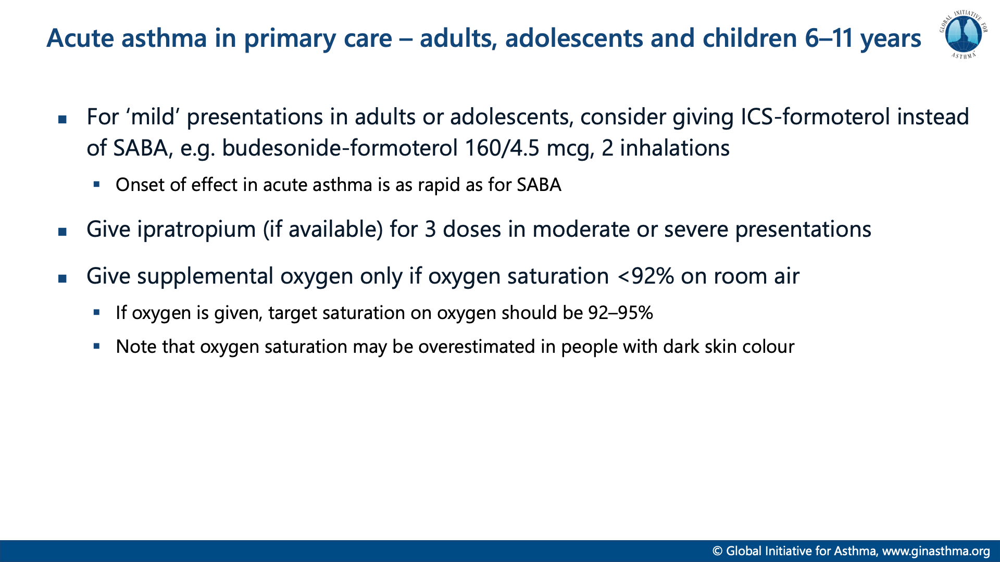 Acute asthma in primary care – adults, adolescents and children 6–11 years
GLOBAL INITIATIVE FOR
ASTHMA
■ For ‘mild’ presentations in adults or adolescents, consider giving ICS-formoterol instead
of SABA, e.g. budesonide-formoterol 160/4.5 mcg, 2 inhalations
■ Onset of effect in acute asthma is as rapid as for SABA
■ Give ipratropium (if available) for 3 doses in moderate or severe presentations
■ Give supplemental oxygen only if oxygen saturation <92% on room air
■ If oxygen is given, target saturation on oxygen should be 92–95%
■ Note that oxygen saturation may be overestimated in people with dark skin colour
© Global Initiative for Asthma, www.ginasthma.org